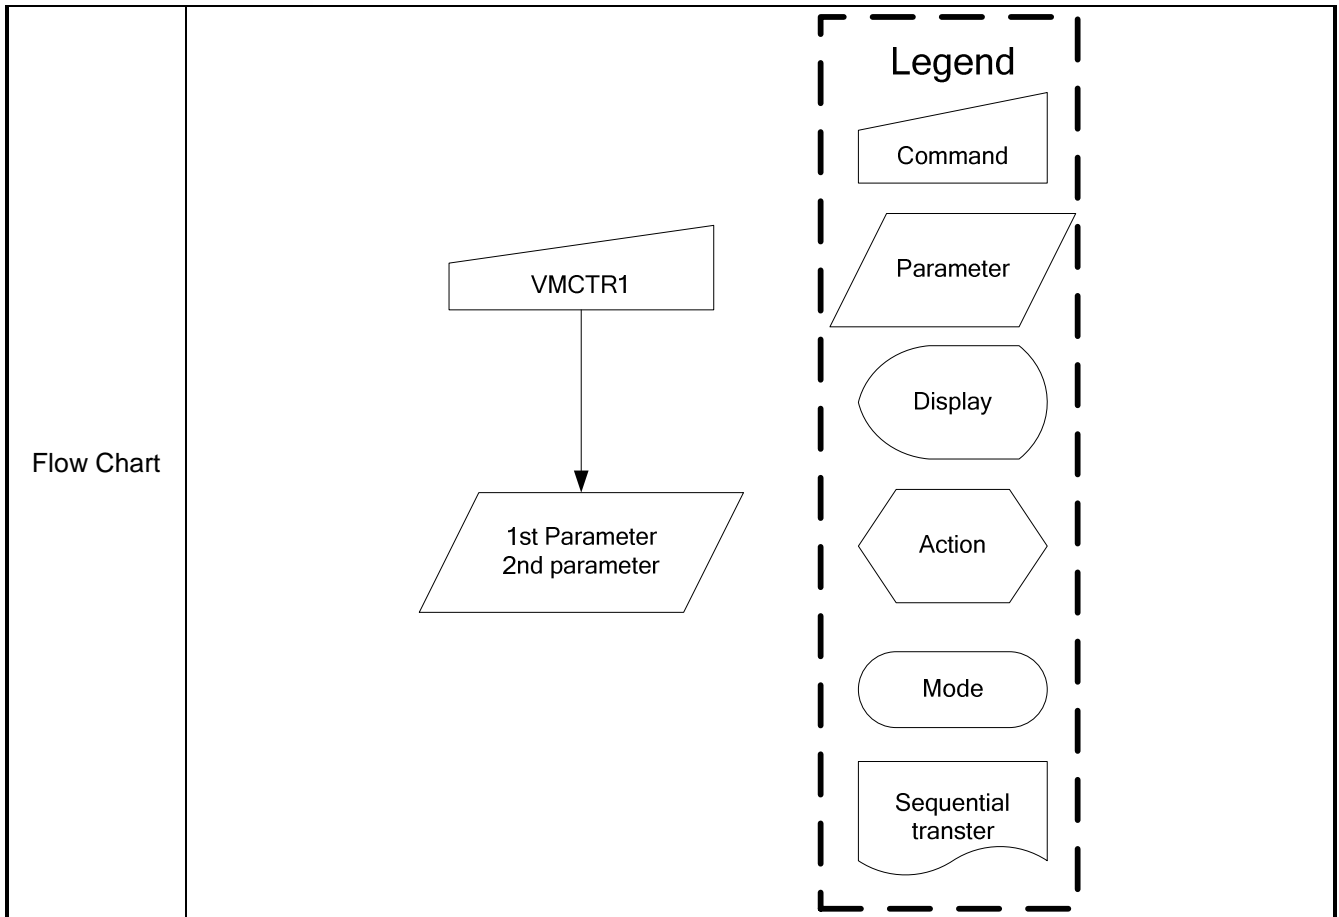 Flow Chart
VMCTR1
1st Parameter
2nd parameter
Legend
Command
Parameter
Display
Action
Mode
Sequential
transter